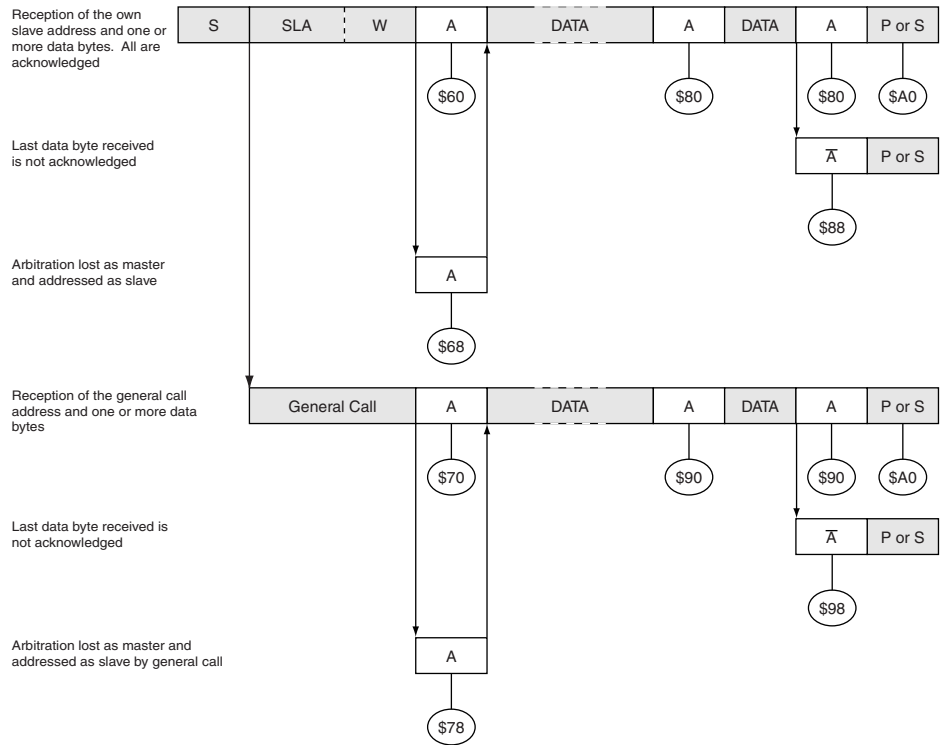 Reception of the own
slave address and one or
more data bytes. All are
acknowledged
S SLA W A DATA A DATA A P or S
$60 $80 $80 $A0
Last data byte received
is not acknowledged
A̅ P or S
$88
Arbitration lost as master
and addressed as slave
A
$68
Reception of the general call
address and one or more data
bytes
General Call A DATA A DATA A P or S
$70 $90 $90 $A0
Last data byte received is
not acknowledged
A̅ P or S
$98
Arbitration lost as master and
addressed as slave by general call
A
$78